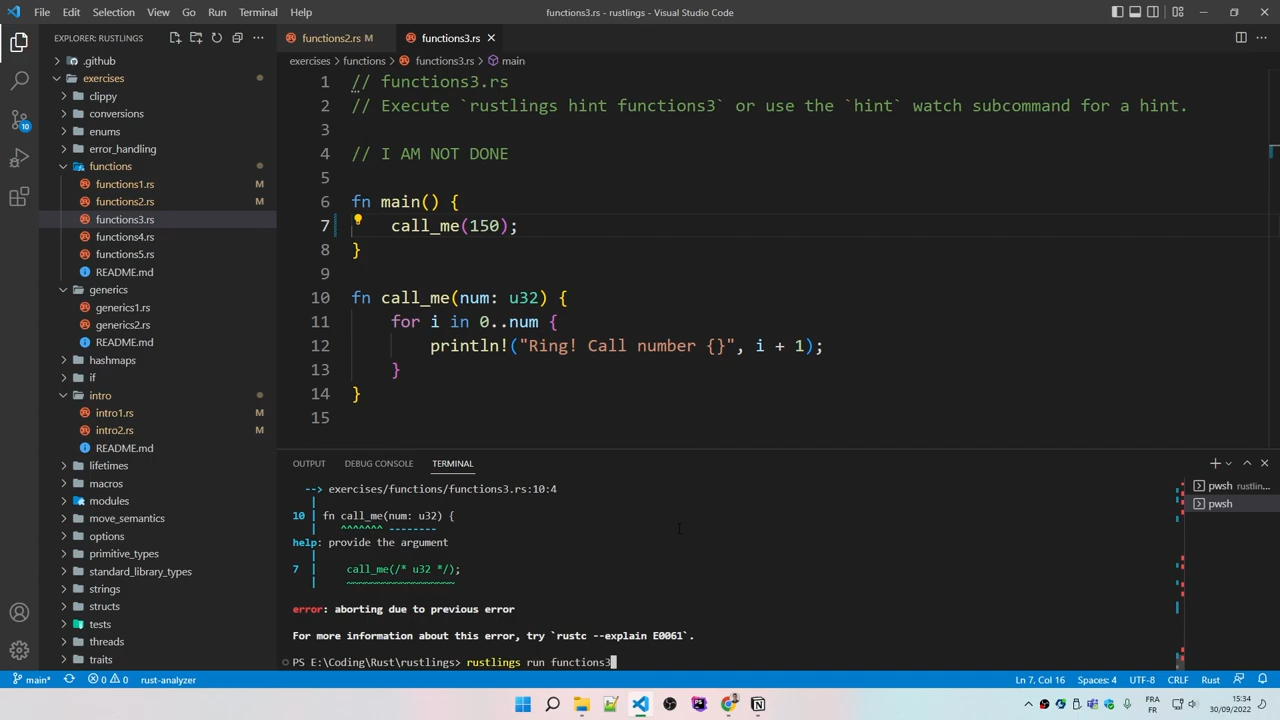 File Edit Selection View Go Run Terminal Help functions3.rs - rustlings - Visual Studio Code
EXPLORER: RUSTLINGS
functions2.rs M functions3.rs
exercises > functions > functions3.rs > main
.github
exercises
clippy
conversions
enums
error_handling
functions
functions1.rs M
functions2.rs M
functions3.rs
functions4.rs
functions5.rs
README.md
generics
generics1.rs
generics2.rs
README.md
hashmaps
if
intro
intro1.rs M
intro2.rs M
README.md
lifetimes
macros
modules
move_semantics
options
primitive_types
standard_library_types
strings
structs
tests
threads
traits
10
1 // functions3.rs
2 // Execute `rustlings hint functions3` or use the `hint` watch subcommand for a hint.
3
4 // I AM NOT DONE
5
6 fn main() {
7 call_me(150);
8 }
9
10 fn call_me(num: u32) {
11 for i in 0..num {
12 println!("Ring! Call number {}", i + 1);
13 }
14 }
15
OUTPUT DEBUG CONSOLE TERMINAL
--> exercises/functions/functions3.rs:10:4
|
10 | fn call_me(num: u32) {
| ^^^^^^^ --------
help: provide the argument
|
7 | call_me(/* u32 */);
| ~~~~~~~~~~~~~~~~~~
error: aborting due to previous error
For more information about this error, try `rustc --explain E0061`.
PS E:\Coding\Rust\rustlings> rustlings run functions3
pwsh rustlin...
pwsh
main* 0 0 rust-analyzer Ln 7, Col 16 Spaces: 4 UTF-8 CRLF Rust
FRA
FR
15:34
30/09/2022